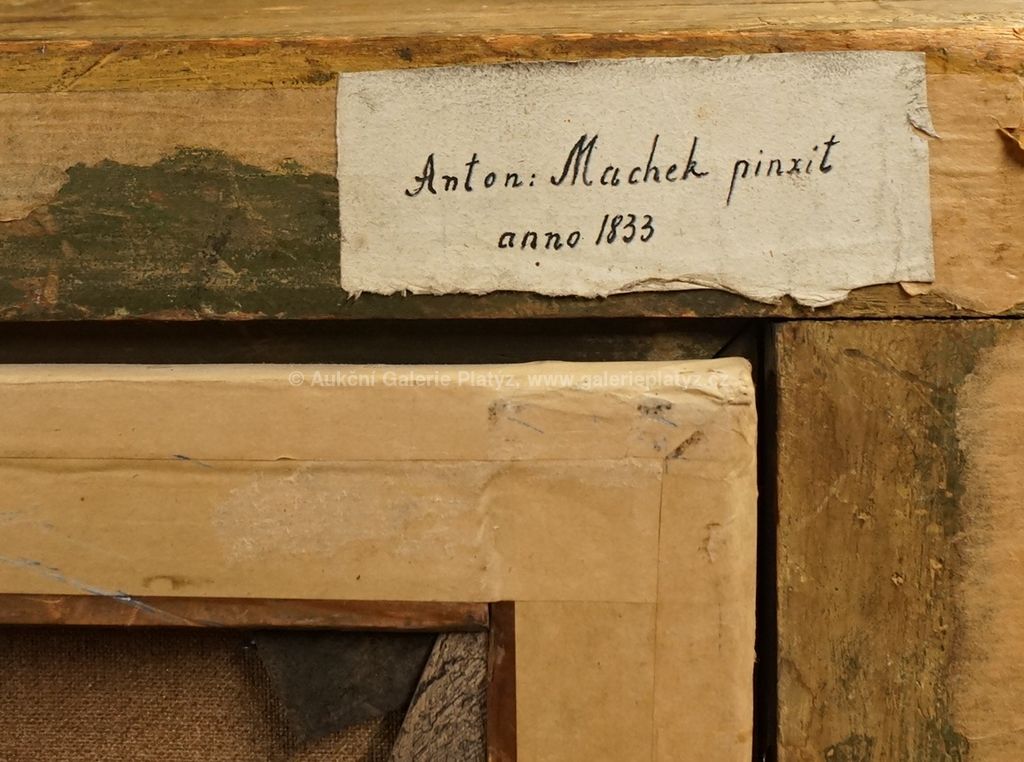 Anton: Machek pinxit
anno 1833
© Aukční Galerie Platýz, www.galerieplatyz.cz